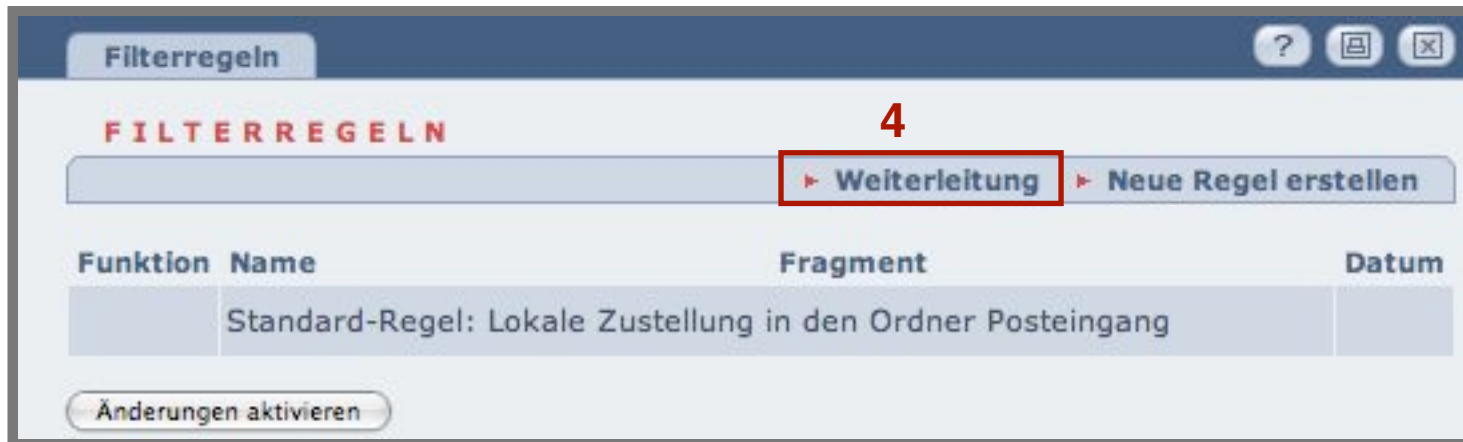 Filterregeln ?
FILTERREGELN 4
Weiterleitung Neue Regel erstellen
Funktion Name Fragment Datum
Standard-Regel: Lokale Zustellung in den Ordner Posteingang
Änderungen aktivieren